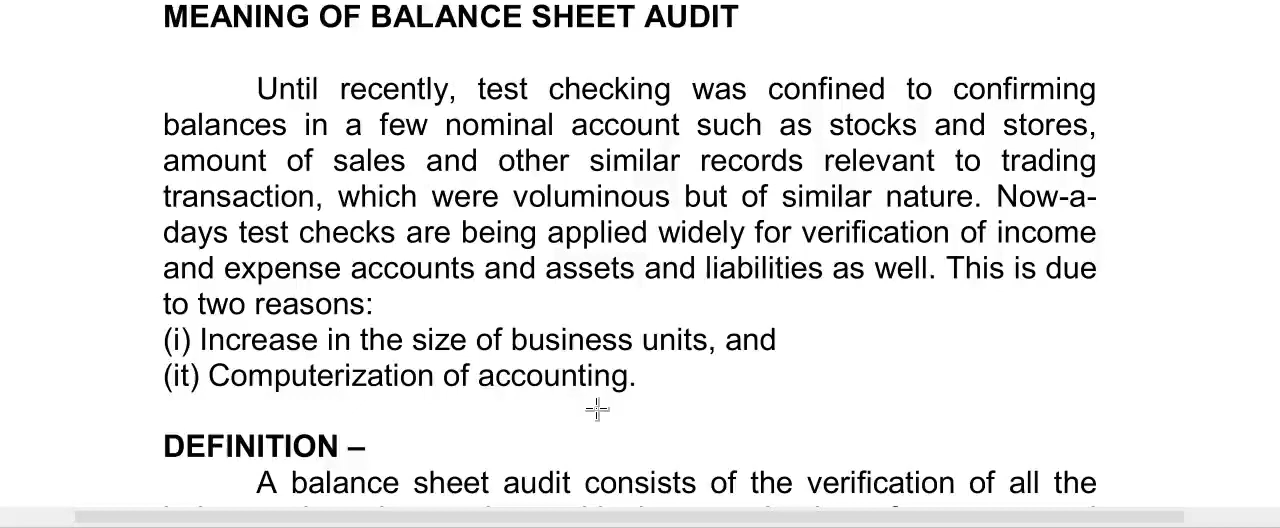 MEANING OF BALANCE SHEET AUDIT
Until recently, test checking was confined to confirming
balances in a few nominal account such as stocks and stores,
amount of sales and other similar records relevant to trading
transaction, which were voluminous but of similar nature. Now-a-
days test checks are being applied widely for verification of income
and expense accounts and assets and liabilities as well. This is due
to two reasons:
(i) Increase in the size of business units, and
(it) Computerization of accounting.
DEFINITION –
A balance sheet audit consists of the verification of all the